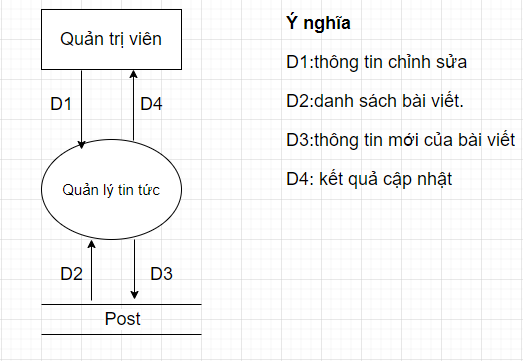 Quản trị viên
D1
D4
Quản lý tin tức
D2
D3
Post
Ý nghĩa
D1:thông tin chỉnh sửa
D2:danh sách bài viết.
D3:thông tin mới của bài viết
D4: kết quả cập nhật